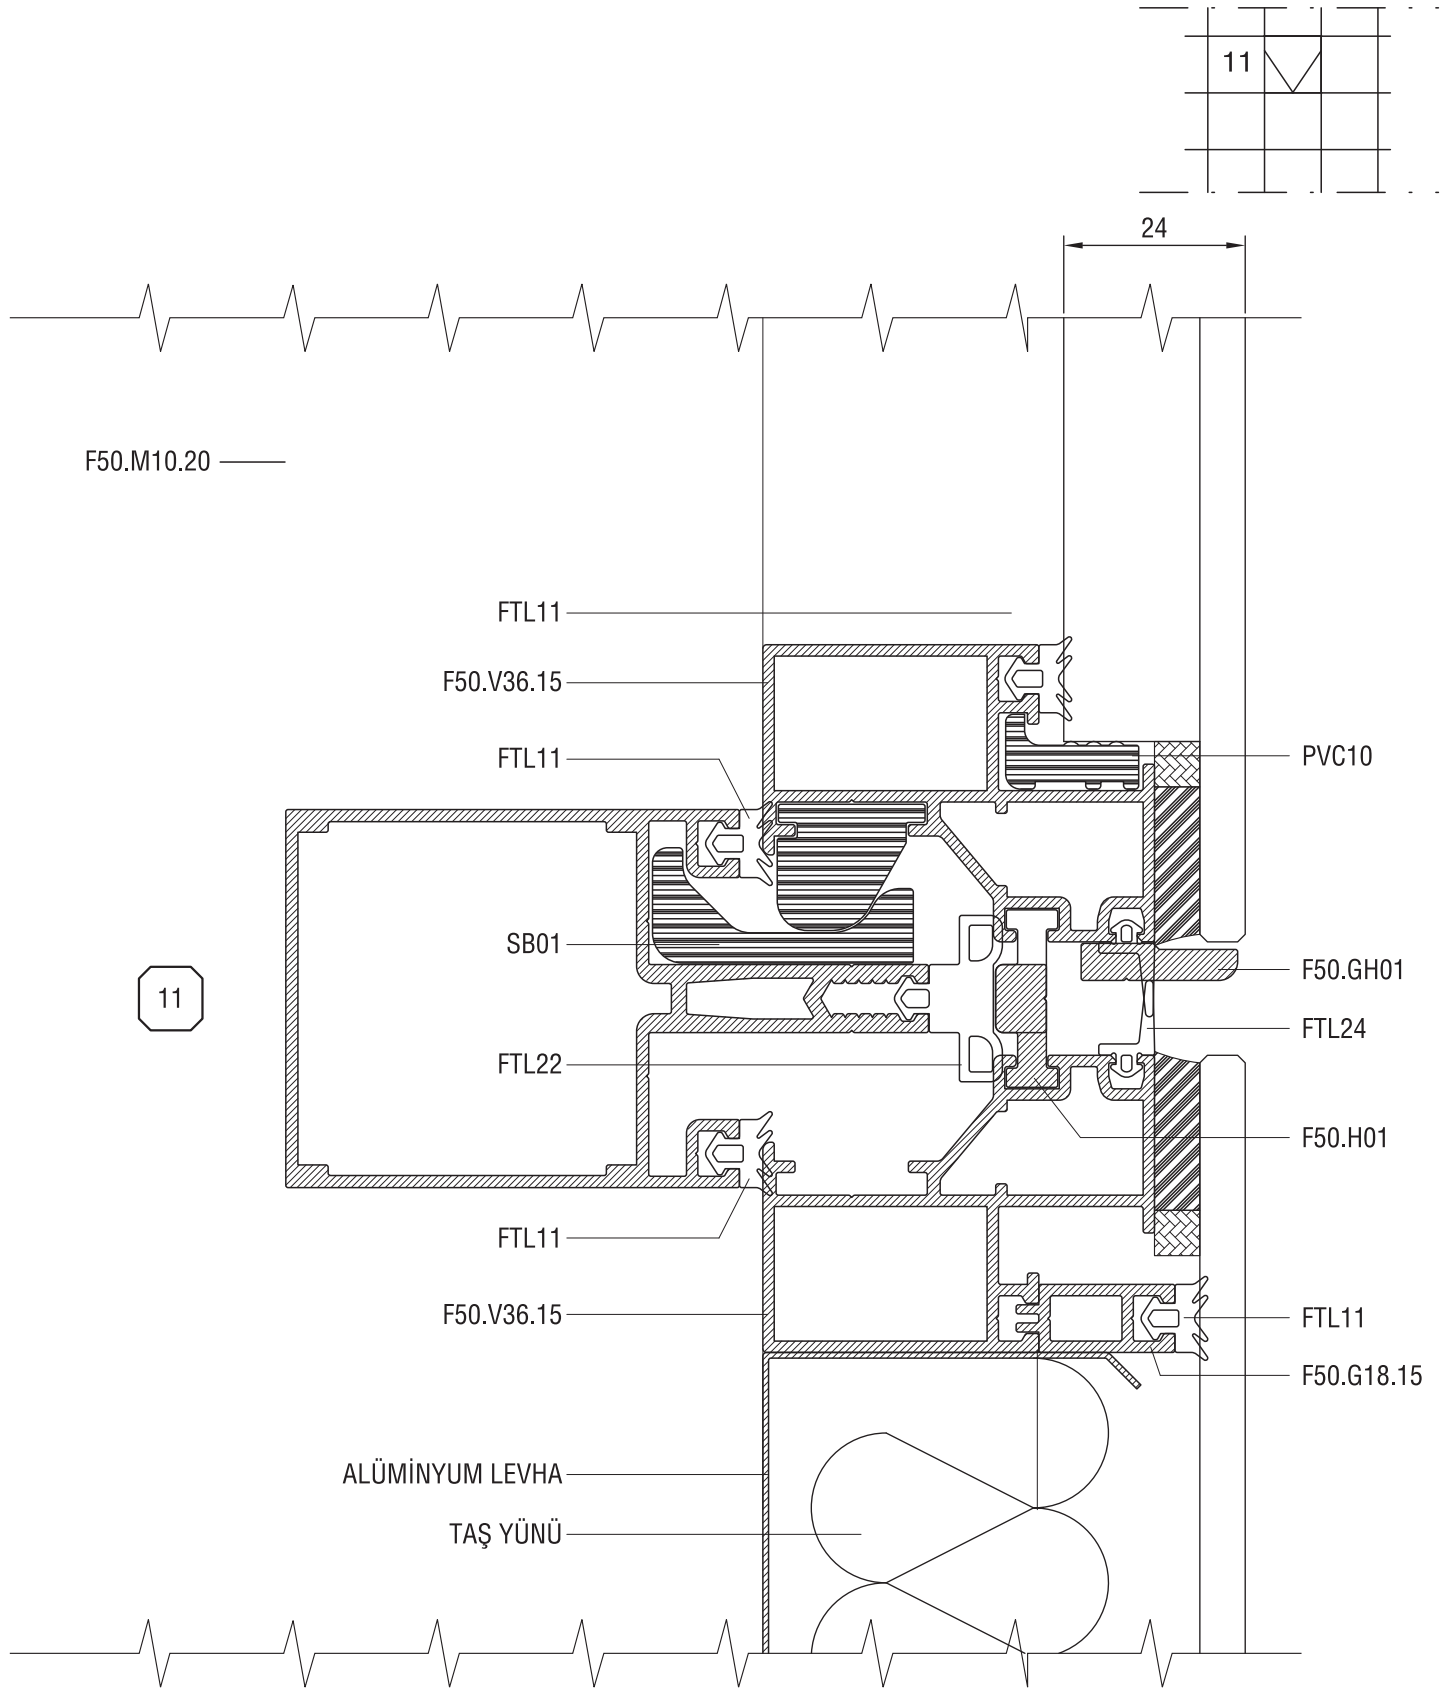 11
24
F50.M10.20
FTL11
F50.V36.15
FTL11
PVC10
SB01
F50.GH01
11
FTL24
FTL22
F50.H01
FTL11
F50.V36.15
FTL11
F50.G18.15
ALÜMİNYUM LEVHA
TAŞ YÜNÜ